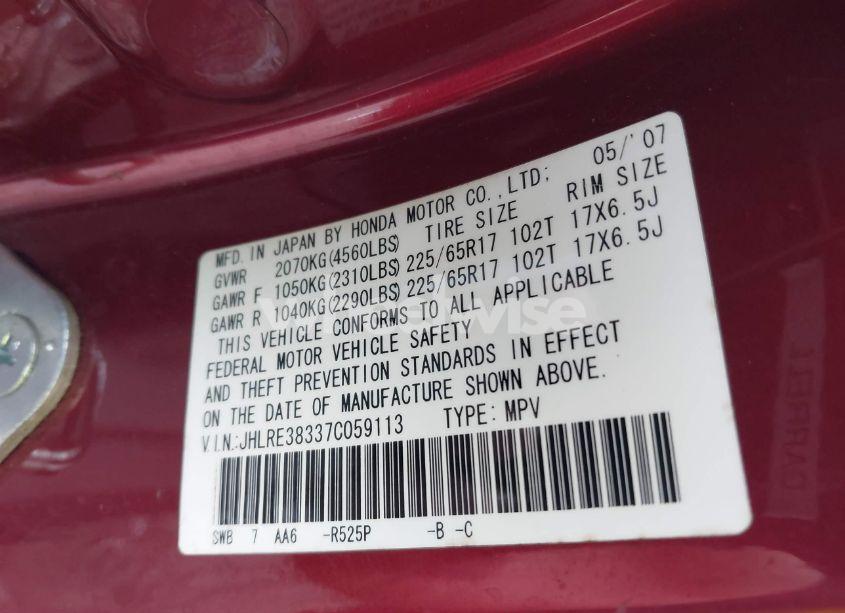 MFD. IN JAPAN BY HONDA MOTOR CO.,LTD; 05/'07
GVWR 2070KG(4560LBS) TIRE SIZE RIM SIZE
GAWR F 1050KG(2310LBS) 225/65R17 102T 17X6.5J
GAWR R 1040KG(2290LBS) 225/65R17 102T 17X6.5J
THIS VEHICLE CONFORMS TO ALL APPLICABLE
FEDERAL MOTOR VEHICLE SAFETY
AND THEFT PREVENTION STANDARDS IN EFFECT
ON THE DATE OF MANUFACTURE SHOWN ABOVE.
V.I.N.:JHLRE38337C059113 TYPE: MPV
SWB 7 AA6 -R525P -B -C